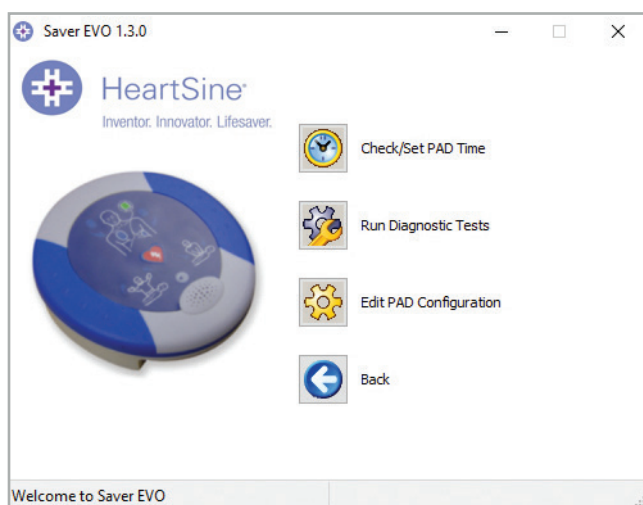 Saver EVO 1.3.0
HeartSine®
Inventor. Innovator. Lifesaver.
Check/Set PAD Time
Run Diagnostic Tests
Edit PAD Configuration
Back
Welcome to Saver EVO